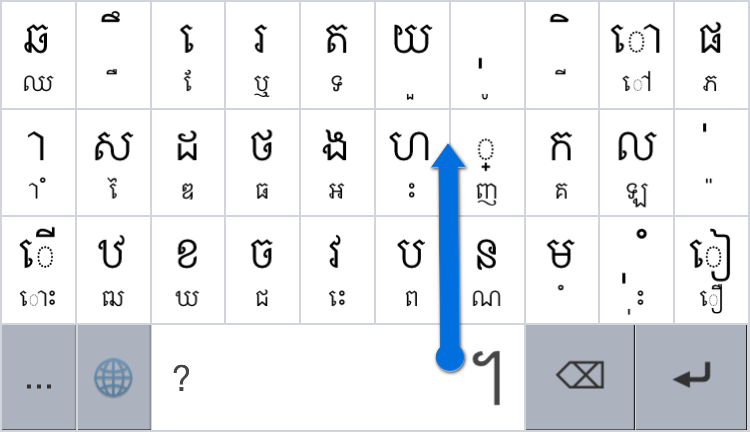 ឆ ឹ េ រ ត យ ុ ិ ោ ផ
ឈ ឺ ែ ឬ ទ ួ ូ ី ៅ ភ
ា ស ដ ថ ង ហ ្ ក ល ់
ាំ ៃ ឌ ធ អ ះ ញ គ ឡ ៉
ើ ឋ ខ ច វ ប ន ម ុំ ៀ
ោះ ឍ ឃ ជ េះ ព ណ ំ ុះ ឿ
... ? ។